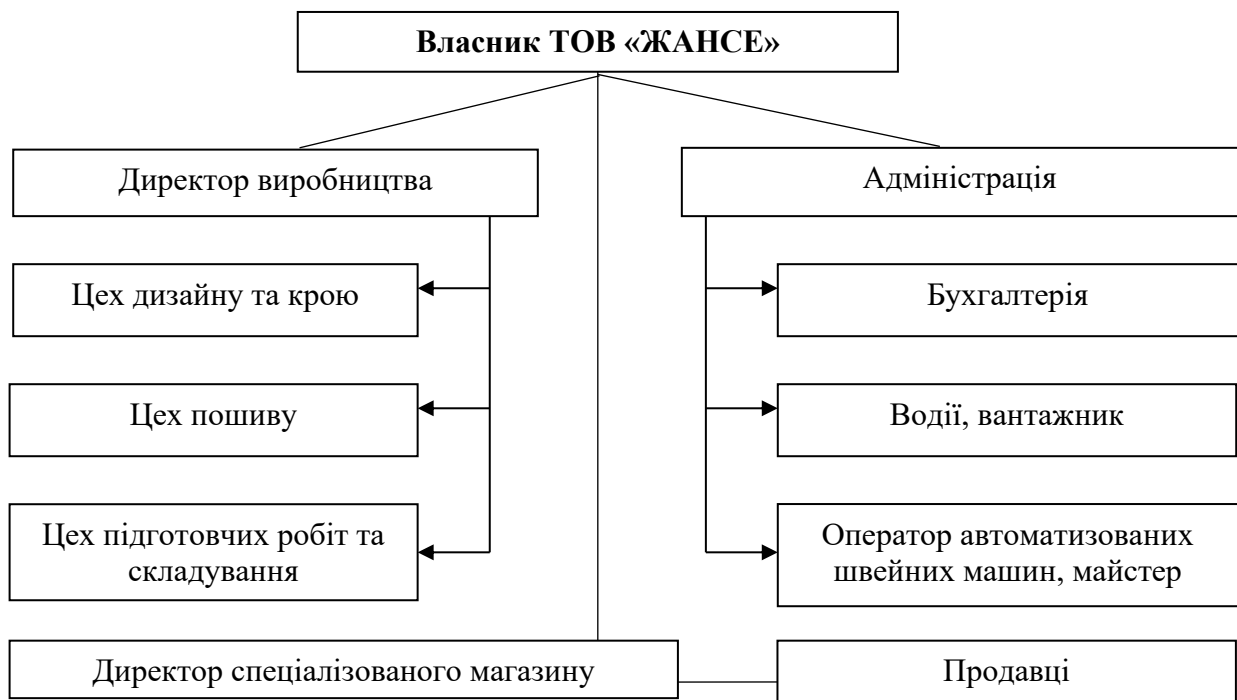 Власник ТОВ «ЖАНСЕ»
Директор виробництва
Адміністрація
Цех дизайну та крою
Бухгалтерія
Цех пошиву
Водії, вантажник
Цех підготовчих робіт та
складування
Оператор автоматизованих
швейних машин, майстер
Директор спеціалізованого магазину
Продавці